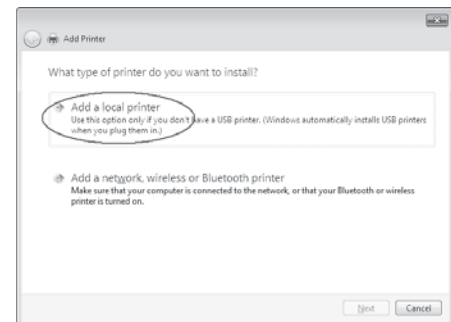 Add Printer
What type of printer do you want to install?
Add a local printer
Use this option only if you don't have a USB printer. (Windows automatically installs USB printers
when you plug them in.)
Add a network, wireless or Bluetooth printer
Make sure that your computer is connected to the network, or that your Bluetooth or wireless
printer is turned on.
Next
Cancel